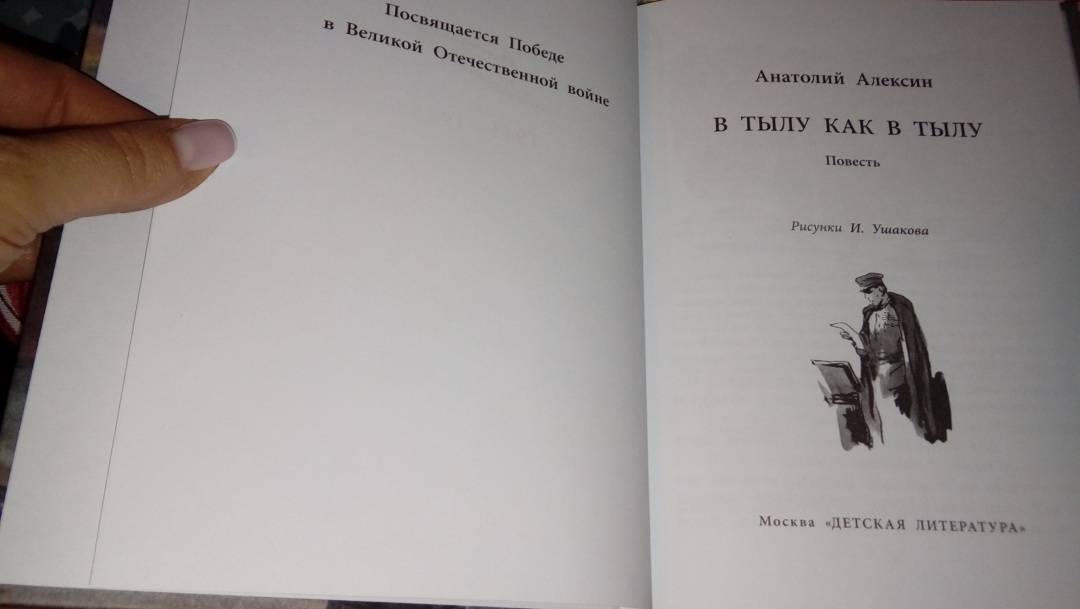 Посвящается Победе
в Великой Отечественной войне
Анатолий Алексин
В ТЫЛУ КАК В ТЫЛУ
Повесть
Рисунки И. Ушакова
Москва «ДЕТСКАЯ ЛИТЕРАТУРА»